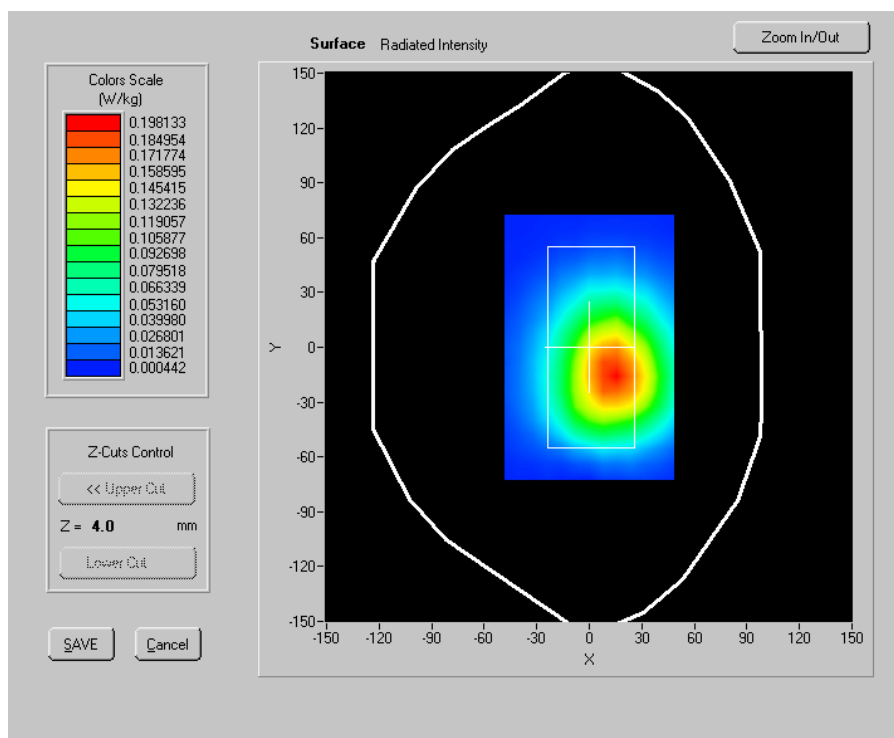 Surface Radiated Intensity
Zoom In/Out
Colors Scale
(W/kg)
0.198133
0.184954
0.171774
0.158595
0.145415
0.132236
0.119057
0.105877
0.092698
0.079518
0.066339
0.053160
0.039980
0.026801
0.013621
0.000442
Z-Cuts Control
<< Upper Cut
Z = 4.0 mm
Lower Cut
SAVE
Cancel
150
120
90
60
30
0
-30
-60
-90
-120
-150
Y
-150 -120 -90 -60 -30 0 30 60 90 120 150
X